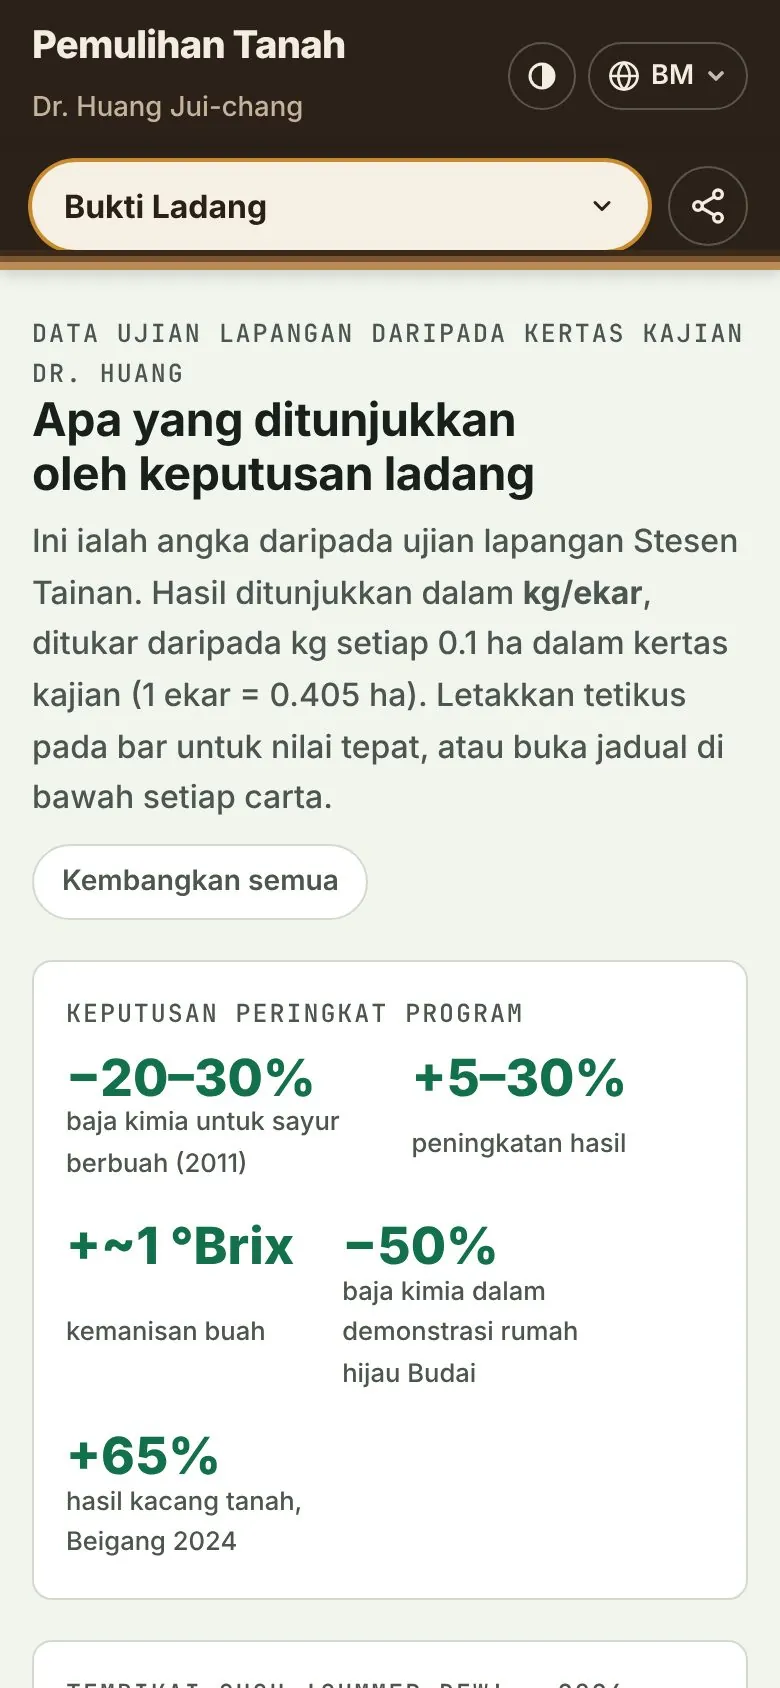 Pemulihan Tanah
Dr. Huang Jui-chang
BM
Bukti Ladang
DATA UJIAN LAPANGAN DARIPADA KERTAS KAJIAN
DR. HUANG
Apa yang ditunjukkan
oleh keputusan ladang
Ini ialah angka daripada ujian lapangan Stesen
Tainan. Hasil ditunjukkan dalam kg/ekar,
ditukar daripada kg setiap 0.1 ha dalam kertas
kajian (1 ekar = 0.405 ha). Letakkan tetikus
pada bar untuk nilai tepat, atau buka jadual di
bawah setiap carta.
Kembangkan semua
KEPUTUSAN PERINGKAT PROGRAM
−20–30%
baja kimia untuk sayur
berbuah (2011)
+5–30%
peningkatan hasil
+~1 °Brix
kemanisan buah
−50%
baja kimia dalam
demonstrasi rumah
hijau Budai
+65%
hasil kacang tanah,
Beigang 2024